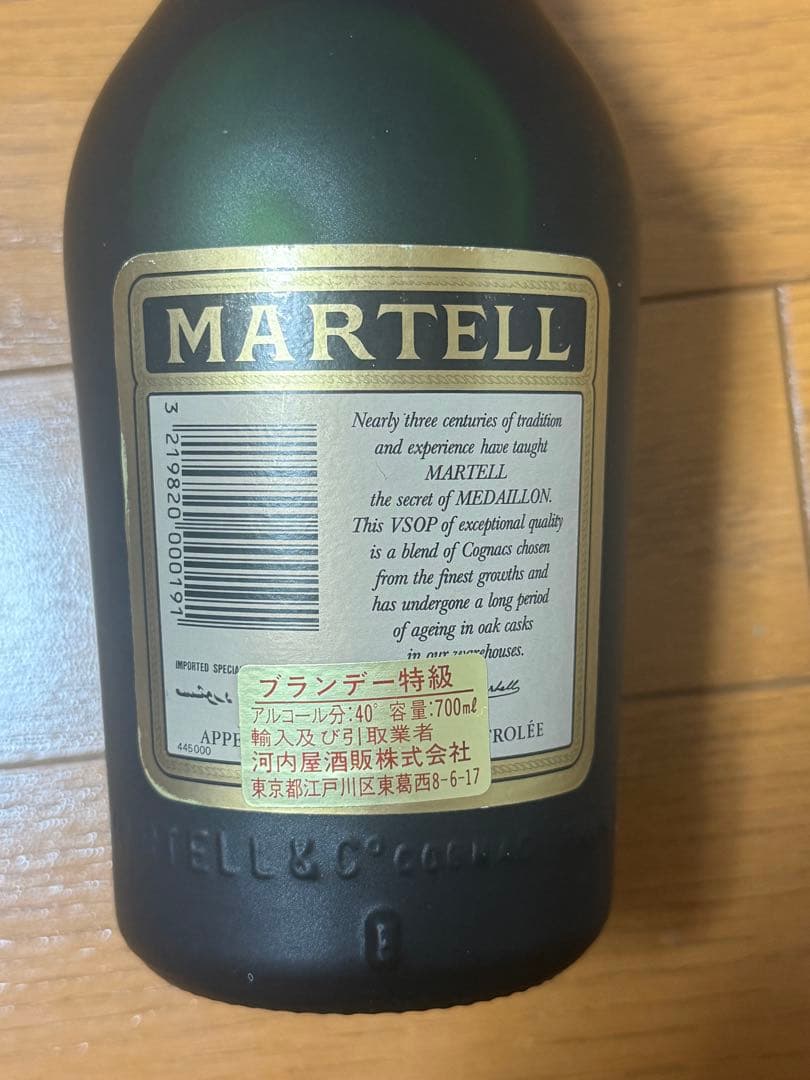 MARTELL
3 219820 000191
Nearly three centuries of tradition
and experience have taught
MARTELL
the secret of MEDAILLON.
This VSOP of exceptional quality
is a blend of Cognacs chosen
from the finest growths and
has undergone a long period
of ageing in oak casks
in our warehouses.
IMPORTED
445000
ブランデー特級
アルコール分:40° 容量:700ml
輸入及び引取業者
河内屋酒販株式会社
東京都江戸川区東葛西8-6-17
TELL & Co COGNAC